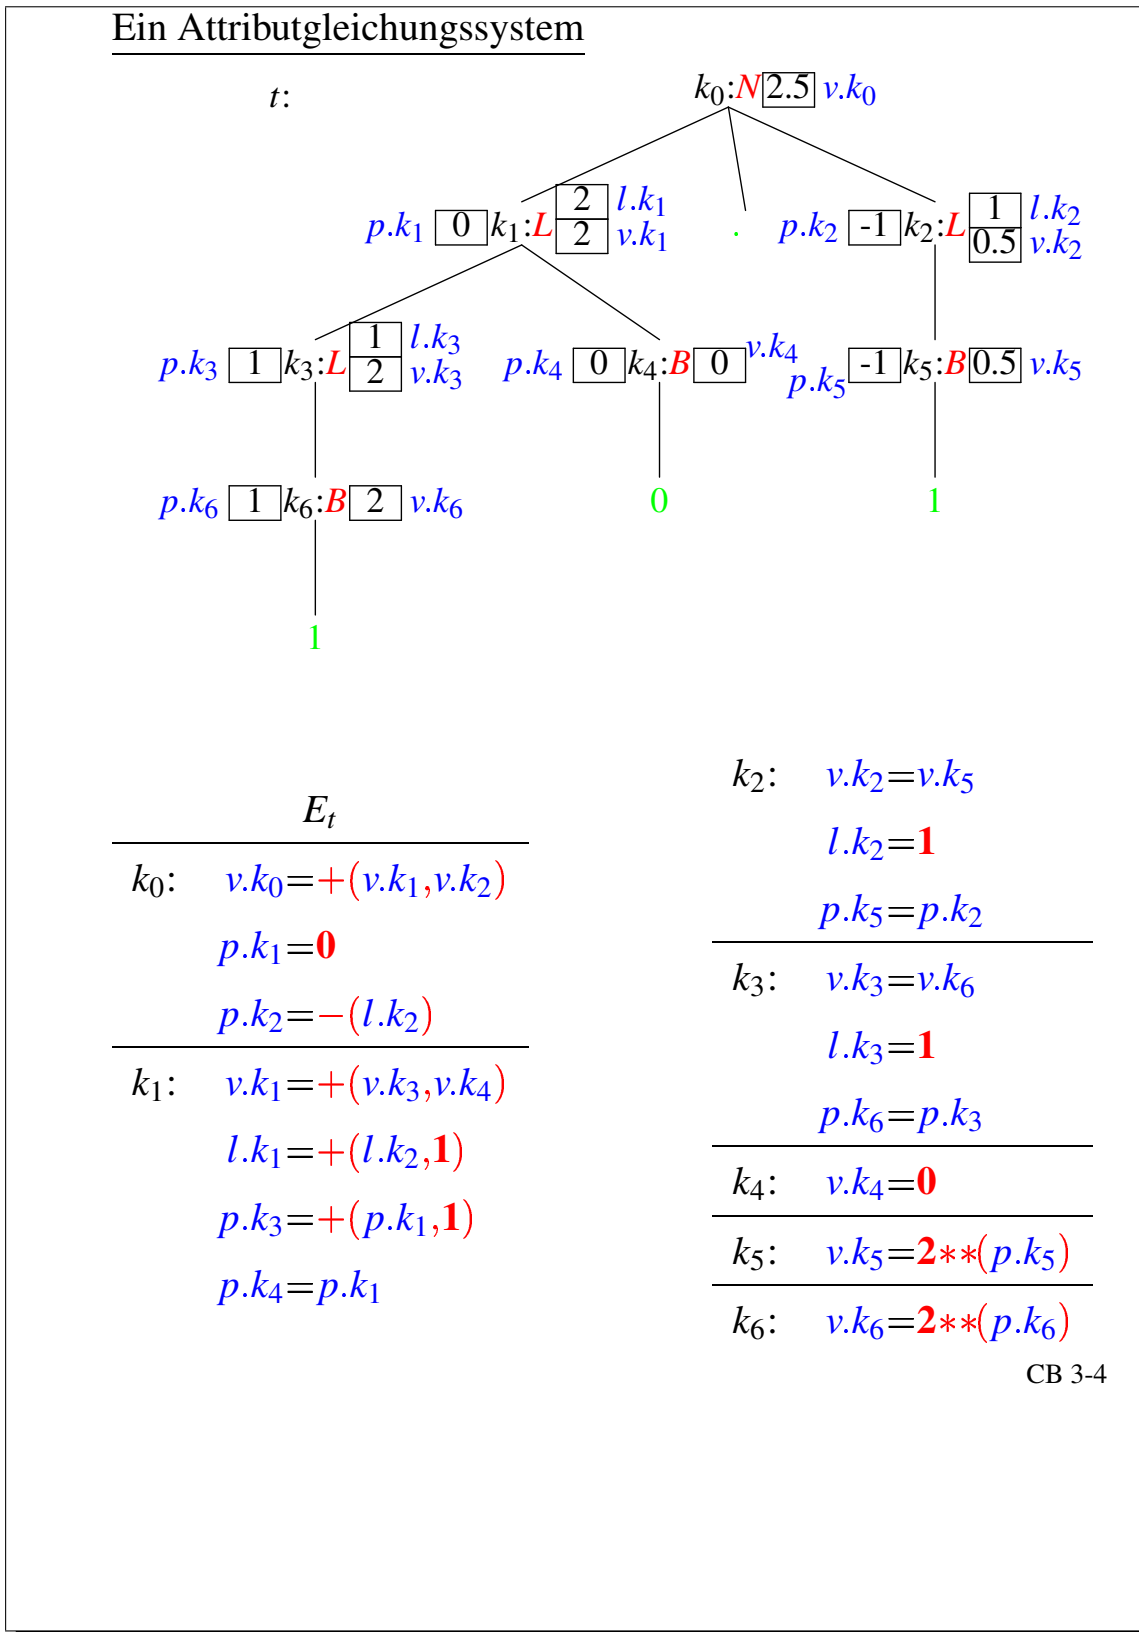 Ein Attributgleichungssystem
t:
k₀:N 2.5 v.k₀
p.k₁ 0 k₁:L 2 l.k₁ 2 v.k₁ . p.k₂ -1 k₂:L 1 l.k₂ 0.5 v.k₂
p.k₃ 1 k₃:L 1 l.k₃ 2 v.k₃ p.k₄ 0 k₄:B 0 v.k₄ p.k₅ -1 k₅:B 0.5 v.k₅
p.k₆ 1 k₆:B 2 v.k₆ 0 1
1
Eₜ
k₀: v.k₀=+(v.k₁,v.k₂)
p.k₁=0
p.k₂=−(l.k₂)
k₁: v.k₁=+(v.k₃,v.k₄)
l.k₁=+(l.k₂,1)
p.k₃=+(p.k₁,1)
p.k₄=p.k₁
k₂: v.k₂=v.k₅
l.k₂=1
p.k₅=p.k₂
k₃: v.k₃=v.k₆
l.k₃=1
p.k₆=p.k₃
k₄: v.k₄=0
k₅: v.k₅=2**(p.k₅)
k₆: v.k₆=2**(p.k₆)
CB 3-4